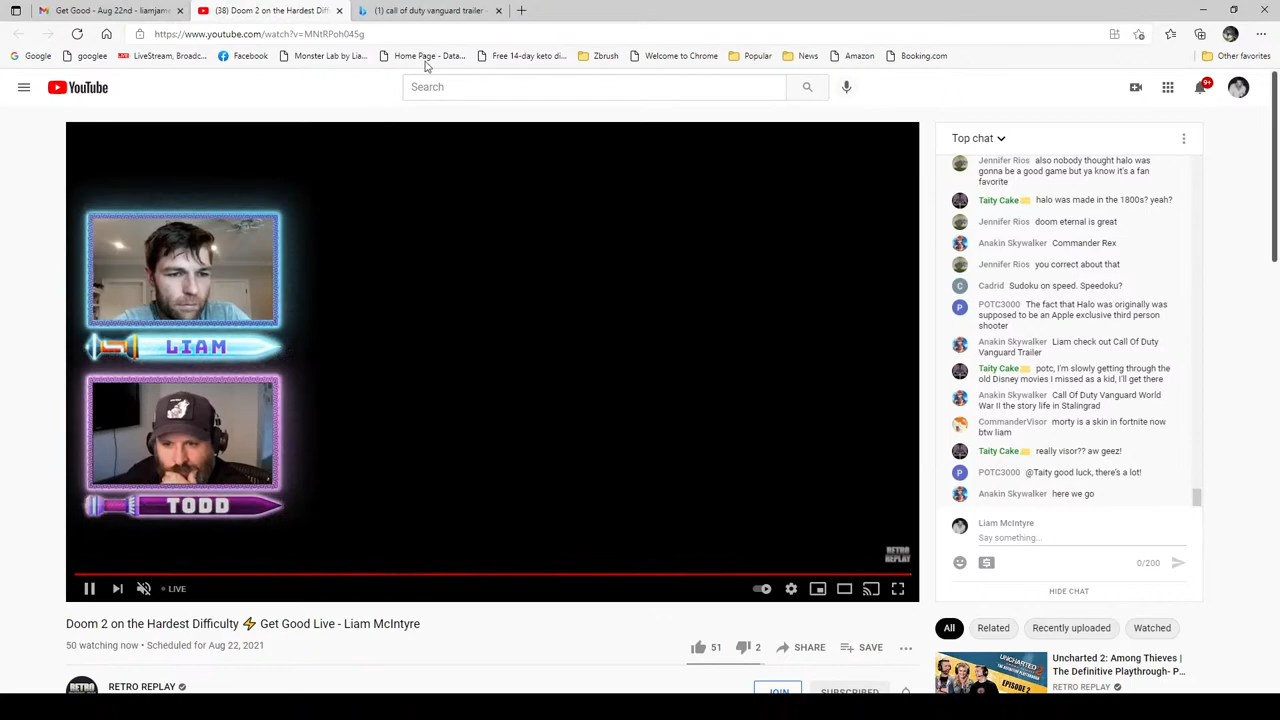 Get Good - Aug 22nd - liamjame
(38) Doom 2 on the Hardest Diffi
(1) call of duty vanguard trailer -
https://www.youtube.com/watch?v=MNtRPoh045g
Google
googlee
LiveStream, Broadc...
Facebook
Monster Lab by Lia...
Home Page - Data...
Free 14-day keto di...
Zbrush
Welcome to Chrome
Popular
News
Amazon
Booking.com
Other favorites
YouTube
Search
9+
Top chat
Jennifer Rios also nobody thought halo was
gonna be a good game but ya know it's a fan
favorite
Taity Cake halo was made in the 1800s? yeah?
Jennifer Rios doom eternal is great
Anakin Skywalker Commander Rex
Jennifer Rios you correct about that
C Cadrid Sudoku on speed. Speedoku?
P POTC3000 The fact that Halo was originally was
supposed to be an Apple exclusive third person
shooter
Anakin Skywalker Liam check out Call Of Duty
Vanguard Trailer
Taity Cake potc, I'm slowly getting through the
old Disney movies I missed as a kid, I'll get there
Anakin Skywalker Call Of Duty Vanguard World
War II the story life in Stalingrad
CommanderVisor morty is a skin in fortnite now
btw liam
Taity Cake really visor?? aw geez!
P POTC3000 @Taity good luck, there's a lot!
Anakin Skywalker here we go
Liam McIntyre
Say something...
0/200
HIDE CHAT
LIAM
TODD
RETRO
REPLAY
LIVE
Doom 2 on the Hardest Difficulty ⚡ Get Good Live - Liam McIntyre
50 watching now • Scheduled for Aug 22, 2021
51
2
SHARE
SAVE
RETRO REPLAY
JOIN
SUBSCRIBED
All
Related
Recently uploaded
Watched
UNCHARTED 2
EPISODE 2
Uncharted 2: Among Thieves |
The Definitive Playthrough- P...
RETRO REPLAY